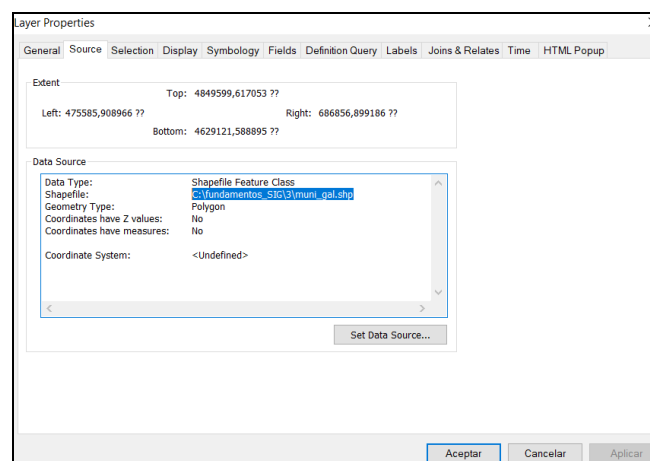 Layer Properties
General Source Selection Display Symbology Fields Definition Query Labels Joins & Relates Time HTML Popup
Extent
Top: 4849599,617053 ??
Left: 475585,908966 ?? Right: 686856,899186 ??
Bottom: 4629121,588895 ??
Data Source
Data Type: Shapefile Feature Class
Shapefile: C:\fundamentos_SIG\3\muni_gal.shp
Geometry Type: Polygon
Coordinates have Z values: No
Coordinates have measures: No
Coordinate System: <Undefined>
Set Data Source...
Aceptar Cancelar Aplicar